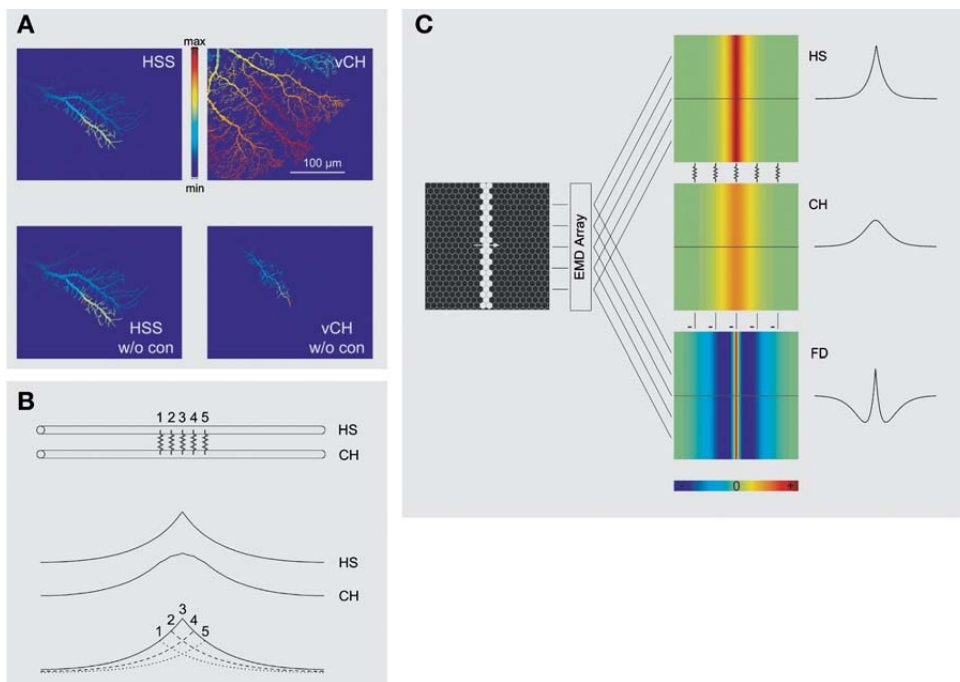 A
HSS
max
min
vCH
100 µm
HSS
w/o con
vCH
w/o con
B
1 2 3 4 5
HS
CH
HS
CH
3
2 4
1 5
C
EMD Array
HS
CH
- - - - -
FD
- 0 +